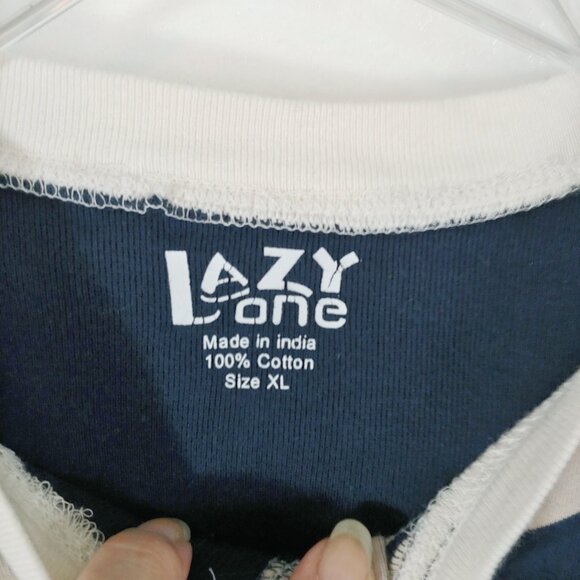 LAZY
one
Made in india
100% Cotton
Size XL